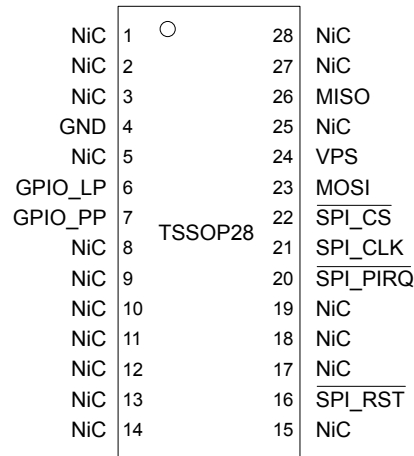 NiC 1 28 NiC
NiC 2 27 NiC
NiC 3 26 MISO
GND 4 25 NiC
NiC 5 24 VPS
GPIO_LP 6 23 MOSI
GPIO_PP 7 22 SPI_CS
TSSOP28
NiC 8 21 SPI_CLK
NiC 9 20 SPI_PIRQ
NiC 10 19 NiC
NiC 11 18 NiC
NiC 12 17 NiC
NiC 13 16 SPI_RST
NiC 14 15 NiC